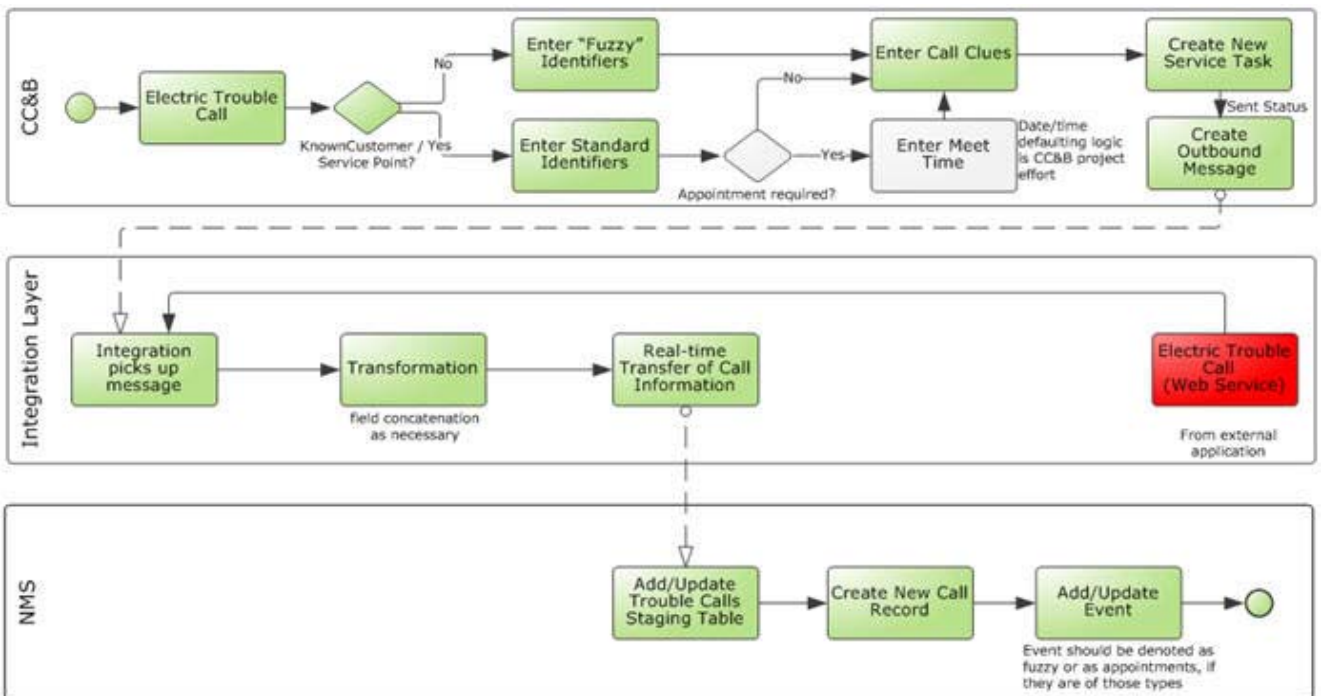 CC&B
Electric Trouble
Call
KnownCustomer /
Service Point?
No
Yes
Enter “Fuzzy”
Identifiers
Enter Standard
Identifiers
Appointment required?
No
Yes
Enter Call Clues
Enter Meet
Time
Date/time
defaulting logic
is CC&B project
effort
Create New
Service Task
Sent Status
Create
Outbound
Message
Integration Layer
Integration
picks up
message
Transformation
field concatenation
as necessary
Real-time
Transfer of Call
Information
Electric Trouble
Call
(Web Service)
From external
application
NMS
Add/Update
Trouble Calls
Staging Table
Create New Call
Record
Add/Update
Event
Event should be denoted as
fuzzy or as appointments, if
they are of those types